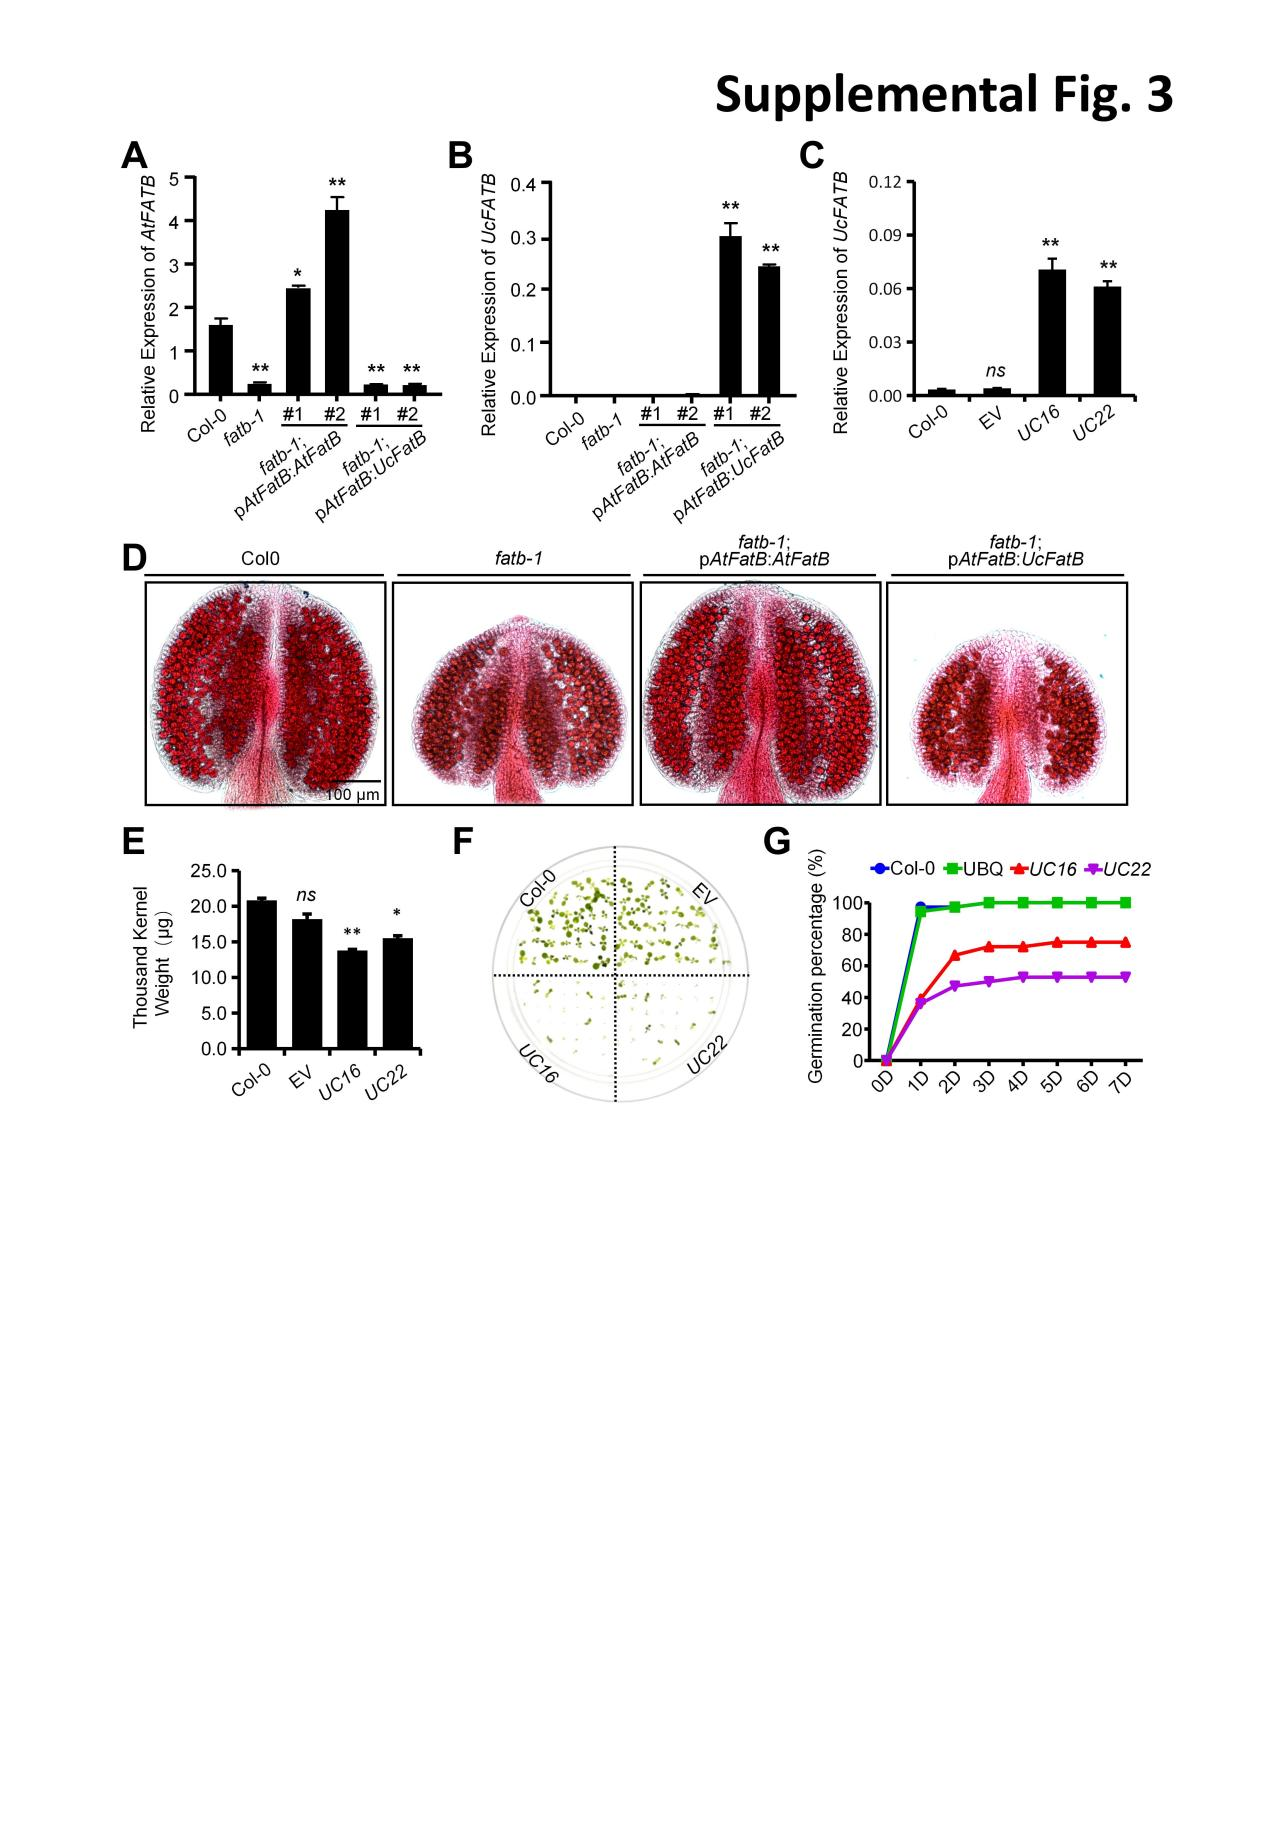 Supplemental Fig. 3
A
Relative Expression of AtFATB
5
4
3
2
1
0
**
*
**
**
**
Col-0
fatb-1
#1
#2
#1
#2
fatb-1;
pAtFatB:AtFatB
fatb-1;
pAtFatB:UcFatB
B
Relative Expression of UcFATB
0.4
0.3
0.2
0.1
0.0
**
**
Col-0
fatb-1
#1
#2
#1
#2
fatb-1;
pAtFatB:AtFatB
fatb-1;
pAtFatB:UcFatB
C
Relative Expression of UcFATB
0.12
0.09
0.06
0.03
0.00
ns
**
**
Col-0
EV
UC16
UC22
D
Col0
fatb-1
fatb-1;
pAtFatB:AtFatB
fatb-1;
pAtFatB:UcFatB
100 µm
E
Thousand Kernel
Weight (µg)
25.0
20.0
15.0
10.0
5.0
0.0
ns
**
*
Col-0
EV
UC16
UC22
F
Col-0
EV
UC16
UC22
G
Germination percentage (%)
Col-0
UBQ
UC16
UC22
100
80
60
40
20
0
0D
1D
2D
3D
4D
5D
6D
7D